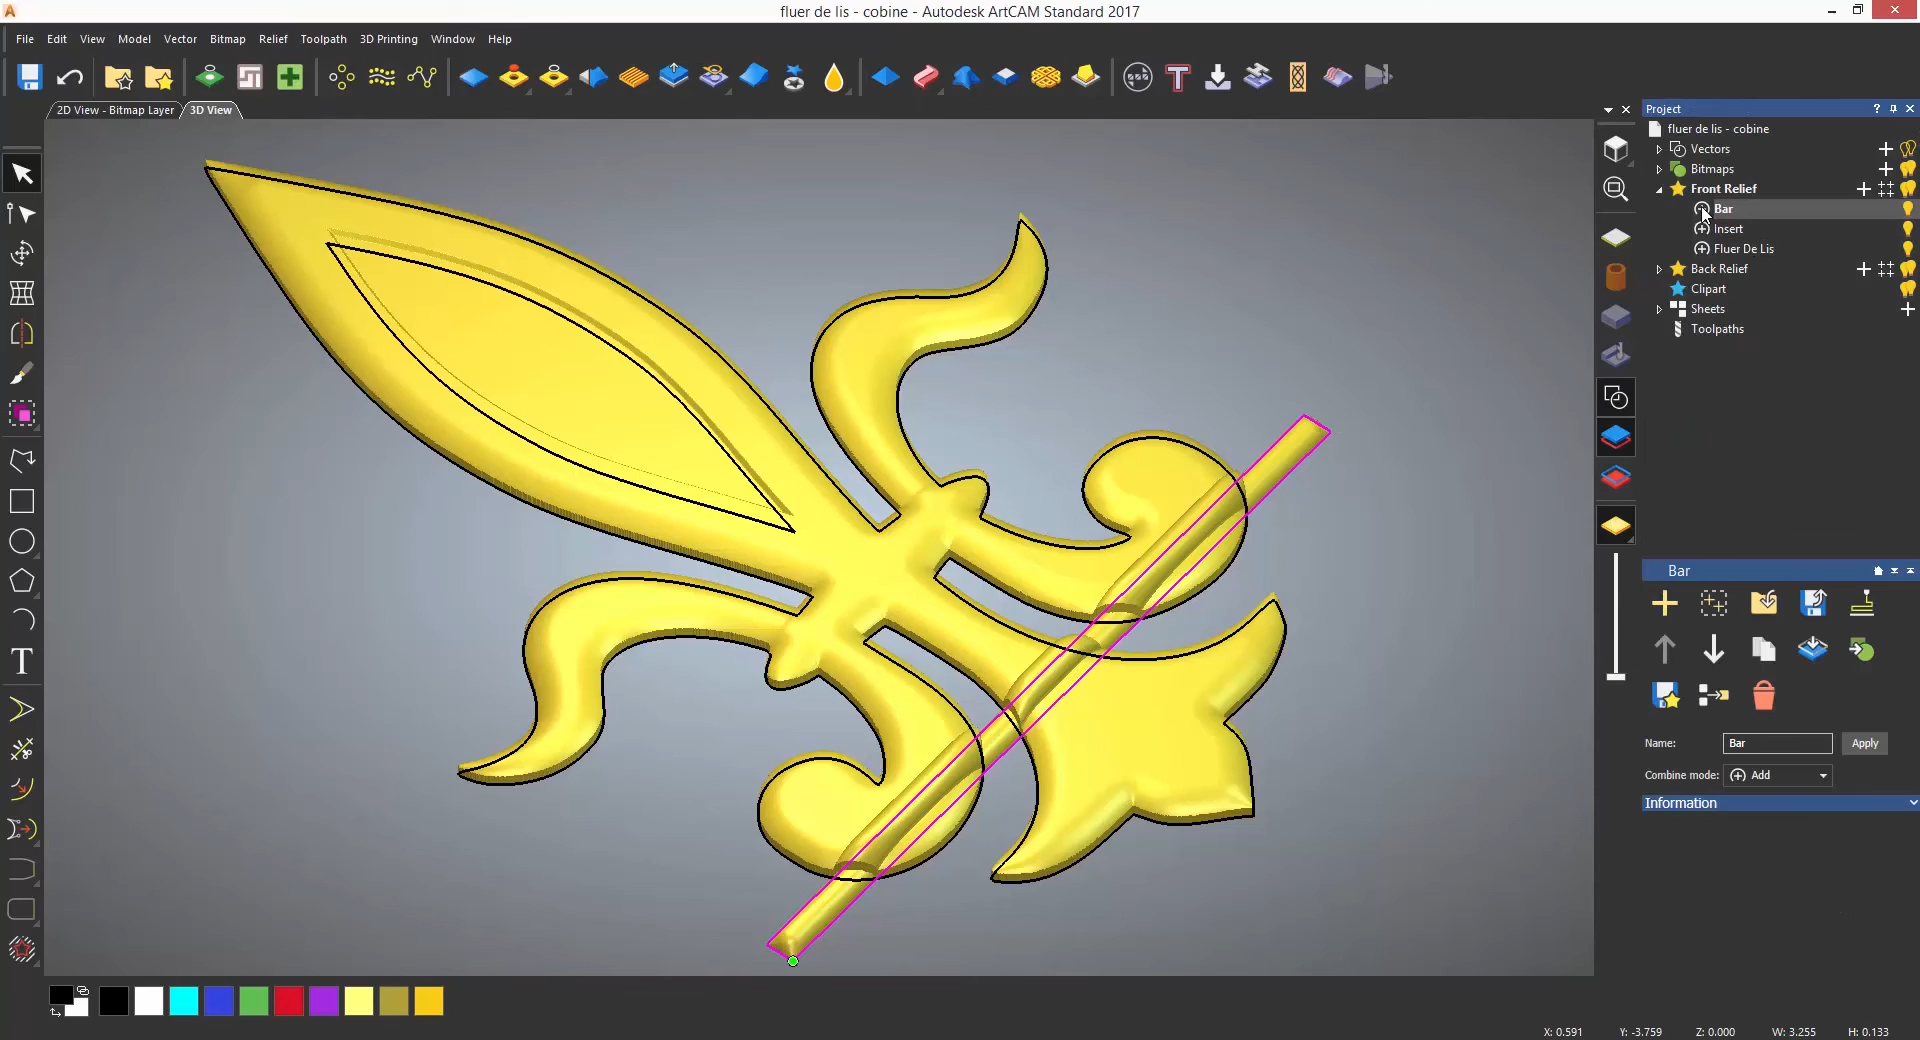 fluer de lis - cobine - Autodesk ArtCAM Standard 2017
File Edit View Model Vector Bitmap Relief Toolpath 3D Printing Window Help
2D View - Bitmap Layer 3D View
Project
fluer de lis - cobine
Vectors
Bitmaps
Front Relief
Bar
Insert
Fluer De Lis
Back Relief
Clipart
Sheets
Toolpaths
Bar
Name: Bar Apply
Combine mode: Add
Information
X: 0.591 Y: -3.759 Z: 0.000 W: 3.255 H: 0.133